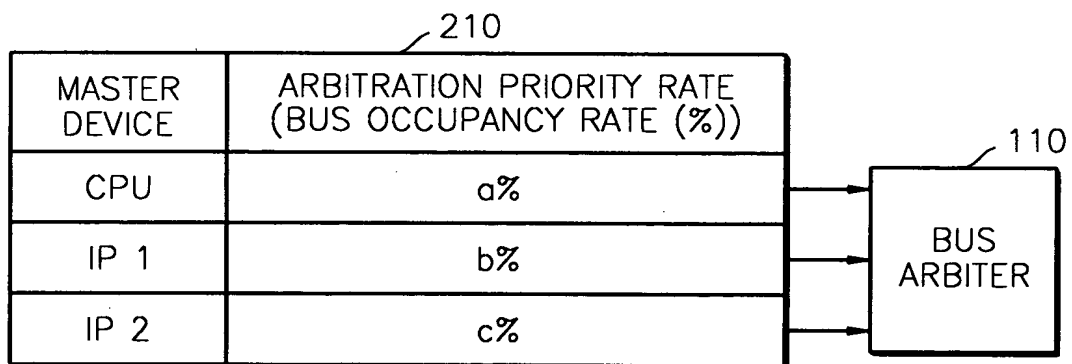 210
MASTER DEVICE
ARBITRATION PRIORITY RATE
(BUS OCCUPANCY RATE (%))
110
CPU
a%
IP 1
b%
BUS
ARBITER
IP 2
c%